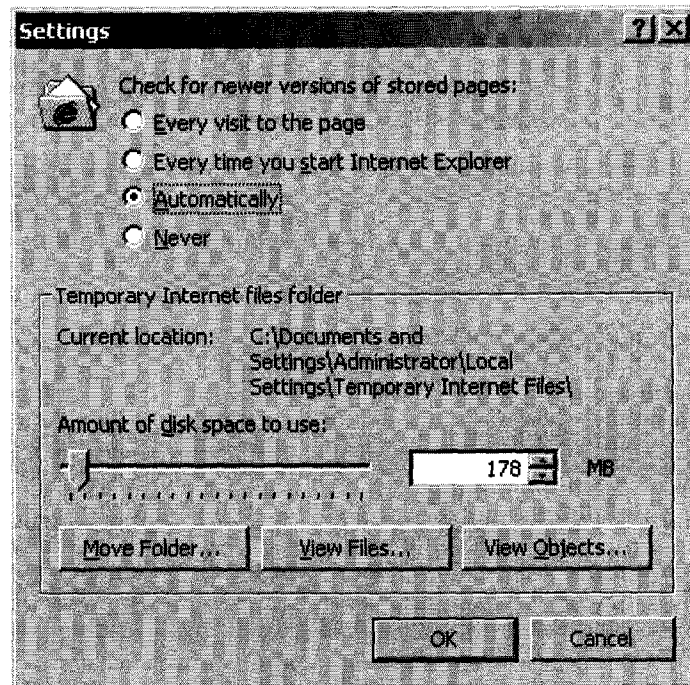 Settings
Check for newer versions of stored pages:
Every visit to the page
Every time you start Internet Explorer
Automatically
Never
Temporary Internet files folder
Current location: C:\Documents and
Settings\Administrator\Local
Settings\Temporary Internet Files\
Amount of disk space to use:
178 MB
Move Folder... View Files... View Objects...
OK Cancel